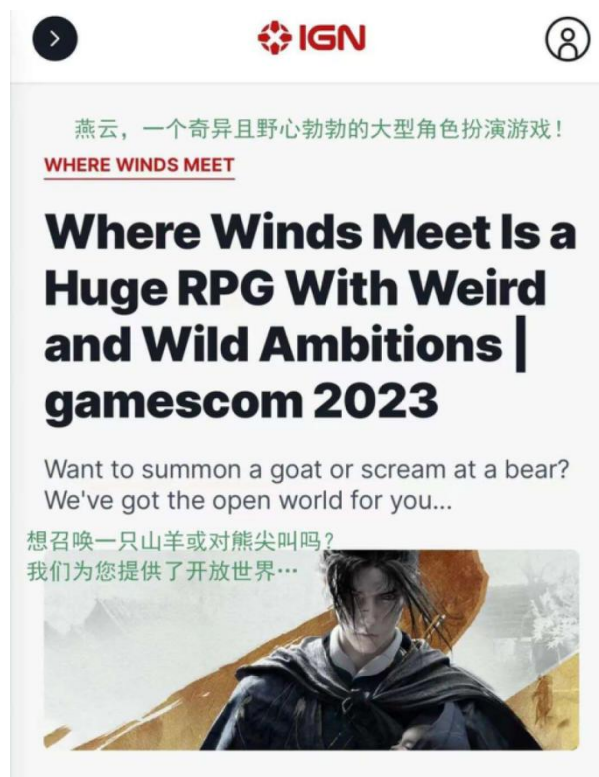 IGN
燕云，一个奇异且野心勃勃的大型角色扮演游戏！
WHERE WINDS MEET
Where Winds Meet Is a
Huge RPG With Weird
and Wild Ambitions |
gamescom 2023
Want to summon a goat or scream at a bear?
We've got the open world for you...
想召唤一只山羊或对熊尖叫吗？
我们为您提供了开放世界…